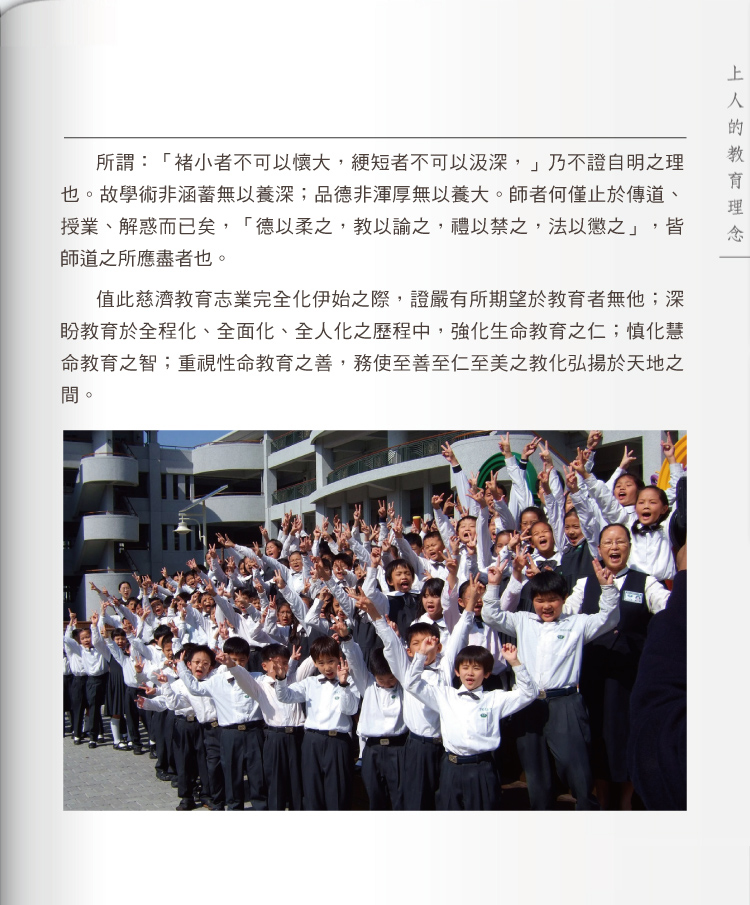 所謂：「褚小者不可以懷大，綆短者不可以汲深，」乃不證自明之理
也。故學術非涵蓄無以養深；品德非渾厚無以養大。師者何僅止於傳道、
授業、解惑而已矣，「德以柔之，教以諭之，禮以禁之，法以懲之」，皆
師道之所應盡者也。
值此慈濟教育志業完全化伊始之際，證嚴有所期望於教育者無他；深
盼教育於全程化、全面化、全人化之歷程中，強化生命教育之仁；慎化慧
命教育之智；重視性命教育之善，務使至善至仁至美之教化弘揚於天地之
間。
上人的教育理念